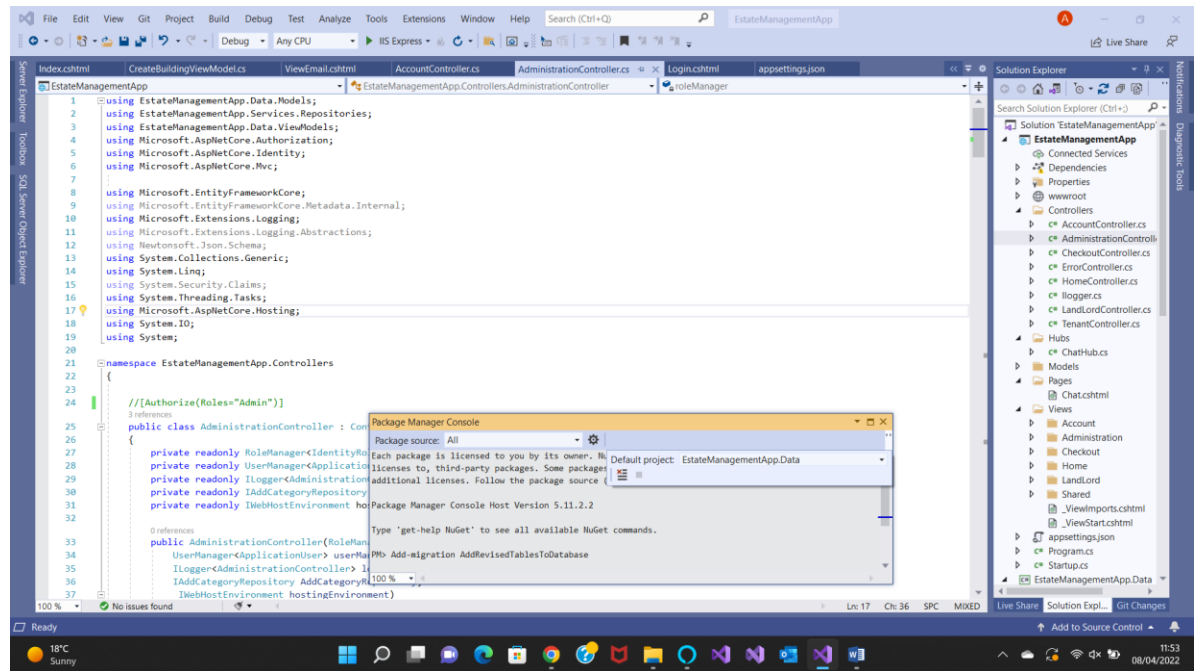 File Edit View Git Project Build Debug Test Analyze Tools Extensions Window Help Search (Ctrl+Q) EstateManagementApp A
Debug Any CPU IIS Express Live Share
Server Explorer
Toolbox
SQL Server Object Explorer
Index.cshtml CreateBuildingViewModel.cs ViewEmail.cshtml AccountController.cs AdministrationController.cs Login.cshtml appsettings.json
EstateManagementApp EstateManagementApp.Controllers.AdministrationController roleManager
1 using EstateManagementApp.Data.Models;
2 using EstateManagementApp.Services.Repositories;
3 using EstateManagementApp.Data.ViewModels;
4 using Microsoft.AspNetCore.Authorization;
5 using Microsoft.AspNetCore.Identity;
6 using Microsoft.AspNetCore.Mvc;
7
8 using Microsoft.EntityFrameworkCore;
9 using Microsoft.EntityFrameworkCore.Metadata.Internal;
10 using Microsoft.Extensions.Logging;
11 using Microsoft.Extensions.Logging.Abstractions;
12 using Newtonsoft.Json.Schema;
13 using System.Collections.Generic;
14 using System.Linq;
15 using System.Security.Claims;
16 using System.Threading.Tasks;
17 using Microsoft.AspNetCore.Hosting;
18 using System.IO;
19 using System;
20
21 namespace EstateManagementApp.Controllers
22 {
23
24 //[Authorize(Roles="Admin")]
3 references
25 public class AdministrationController : Con
26 {
27 private readonly RoleManager<IdentityRo
28 private readonly UserManager<Applicatio
29 private readonly ILogger<Administration
30 private readonly IAddCategoryRepository
31 private readonly IWebHostEnvironment ho
32
0 references
33 public AdministrationController(RoleMan
34 UserManager<ApplicationUser> userMa
35 ILogger<AdministrationController> l
36 IAddCategoryRepository AddCategoryR
37 IWebHostEnvironment hostingEnvironment)
Package Manager Console
Package source: All
Default project: EstateManagementApp.Data
Each package is licensed to you by its owner. Nu
licenses to, third-party packages. Some packages
additional licenses. Follow the package source (
Package Manager Console Host Version 5.11.2.2
Type 'get-help NuGet' to see all available NuGet commands.
PM> Add-migration AddRevisedTablesToDatabase
100 %
100 % No issues found Ln: 17 Ch: 36 SPC MIXED
Solution Explorer
Search Solution Explorer (Ctrl+;)
Solution 'EstateManagementApp'
EstateManagementApp
Connected Services
Dependencies
Properties
wwwroot
Controllers
C# AccountController.cs
C# AdministrationControll
C# CheckoutController.cs
C# ErrorController.cs
C# HomeController.cs
C# Ilogger.cs
C# LandLordController.cs
C# TenantController.cs
Hubs
C# ChatHub.cs
Models
Pages
Chat.cshtml
Views
Account
Administration
Checkout
Home
LandLord
Shared
_ViewImports.cshtml
_ViewStart.cshtml
appsettings.json
C# Program.cs
C# Startup.cs
EstateManagementApp.Data
Live Share Solution Expl... Git Changes
Notifications
Diagnostic Tools
Ready Add to Source Control
18°C
Sunny
11:53
08/04/2022